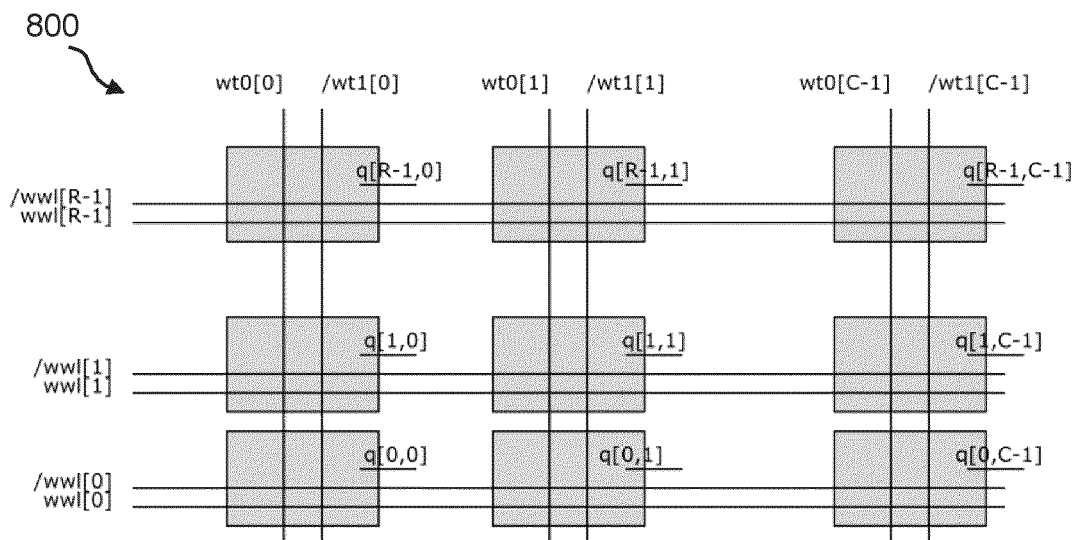 800
wt0[0] /wt1[0] wt0[1] /wt1[1] wt0[C-1] /wt1[C-1]
q[R-1,0] q[R-1,1] q[R-1,C-1]
/wwl[R-1]
wwl[R-1]
q[1,0] q[1,1] q[1,C-1]
/wwl[1]
wwl[1]
q[0,0] q[0,1] q[0,C-1]
/wwl[0]
wwl[0]